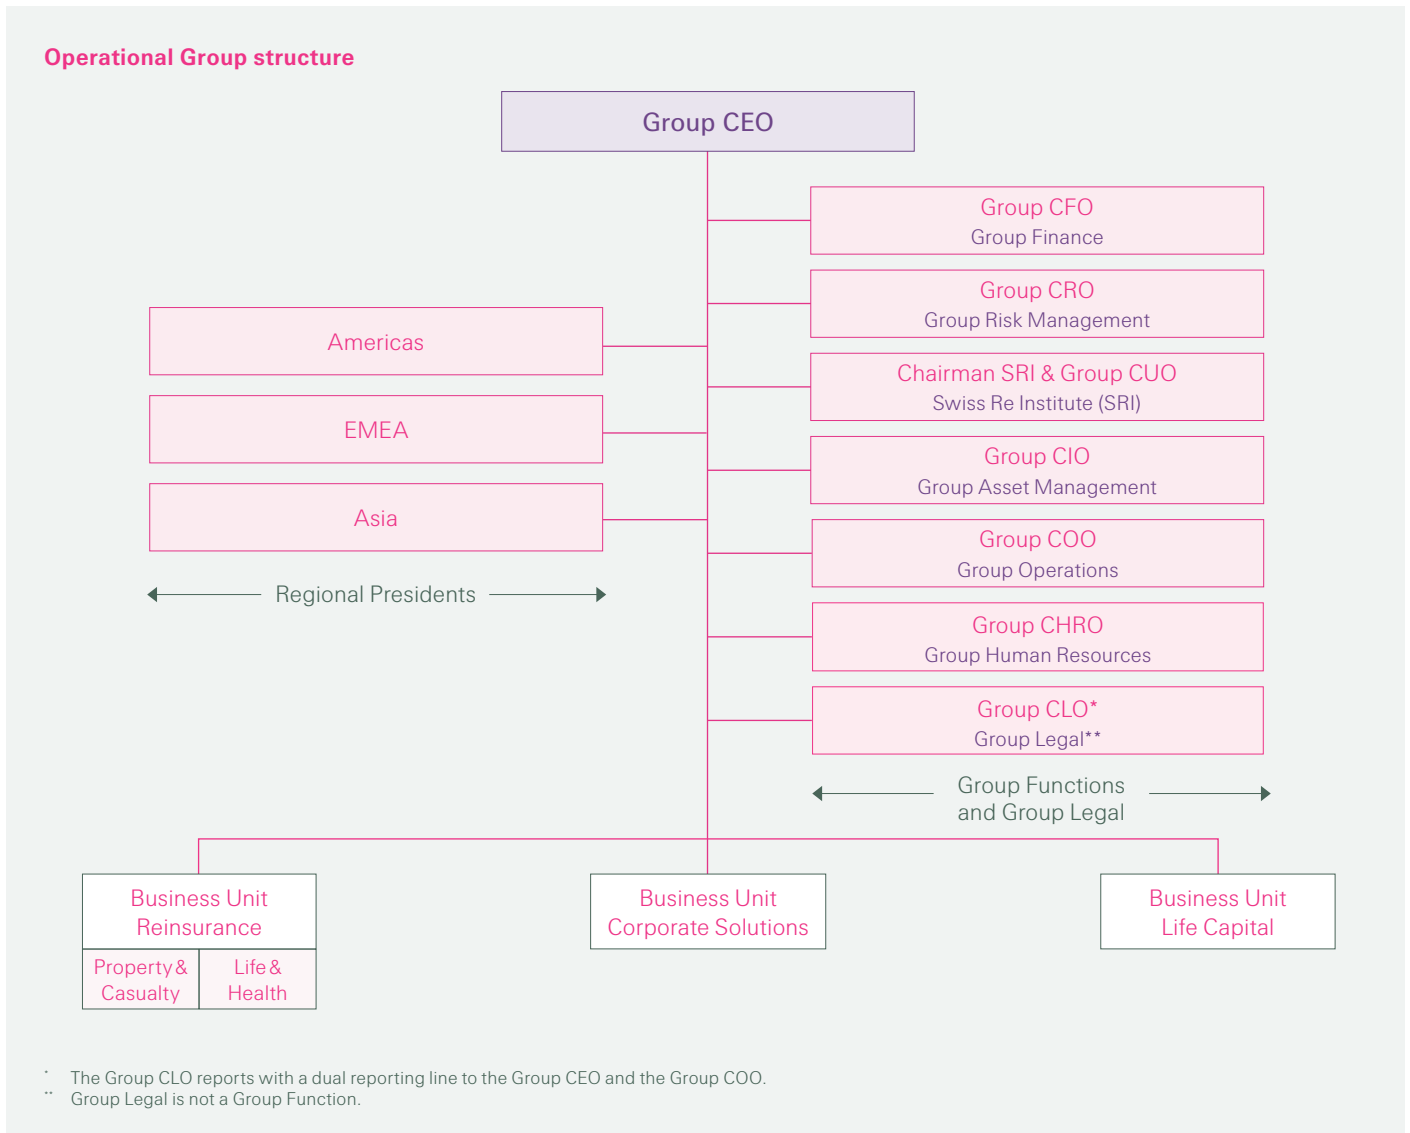 Operational Group structure
Group CEO
Group CFO
Group Finance
Group CRO
Group Risk Management
Chairman SRI & Group CUO
Swiss Re Institute (SRI)
Group CIO
Group Asset Management
Group COO
Group Operations
Group CHRO
Group Human Resources
Group CLO*
Group Legal**
Group Functions
and Group Legal
Americas
EMEA
Asia
Regional Presidents
Business Unit
Reinsurance
Property &
Casualty
Life &
Health
Business Unit
Corporate Solutions
Business Unit
Life Capital
* The Group CLO reports with a dual reporting line to the Group CEO and the Group COO.
** Group Legal is not a Group Function.